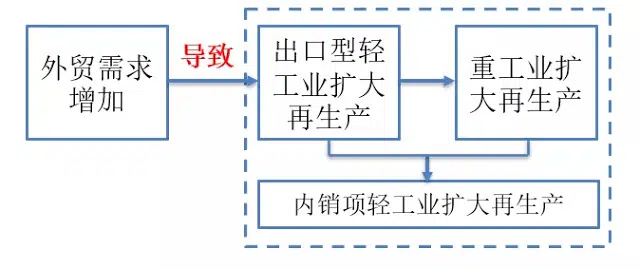 外贸需求
增加
导致
出口型轻
工业扩大
再生产
重工业扩
大再生产
内销项轻工业扩大再生产